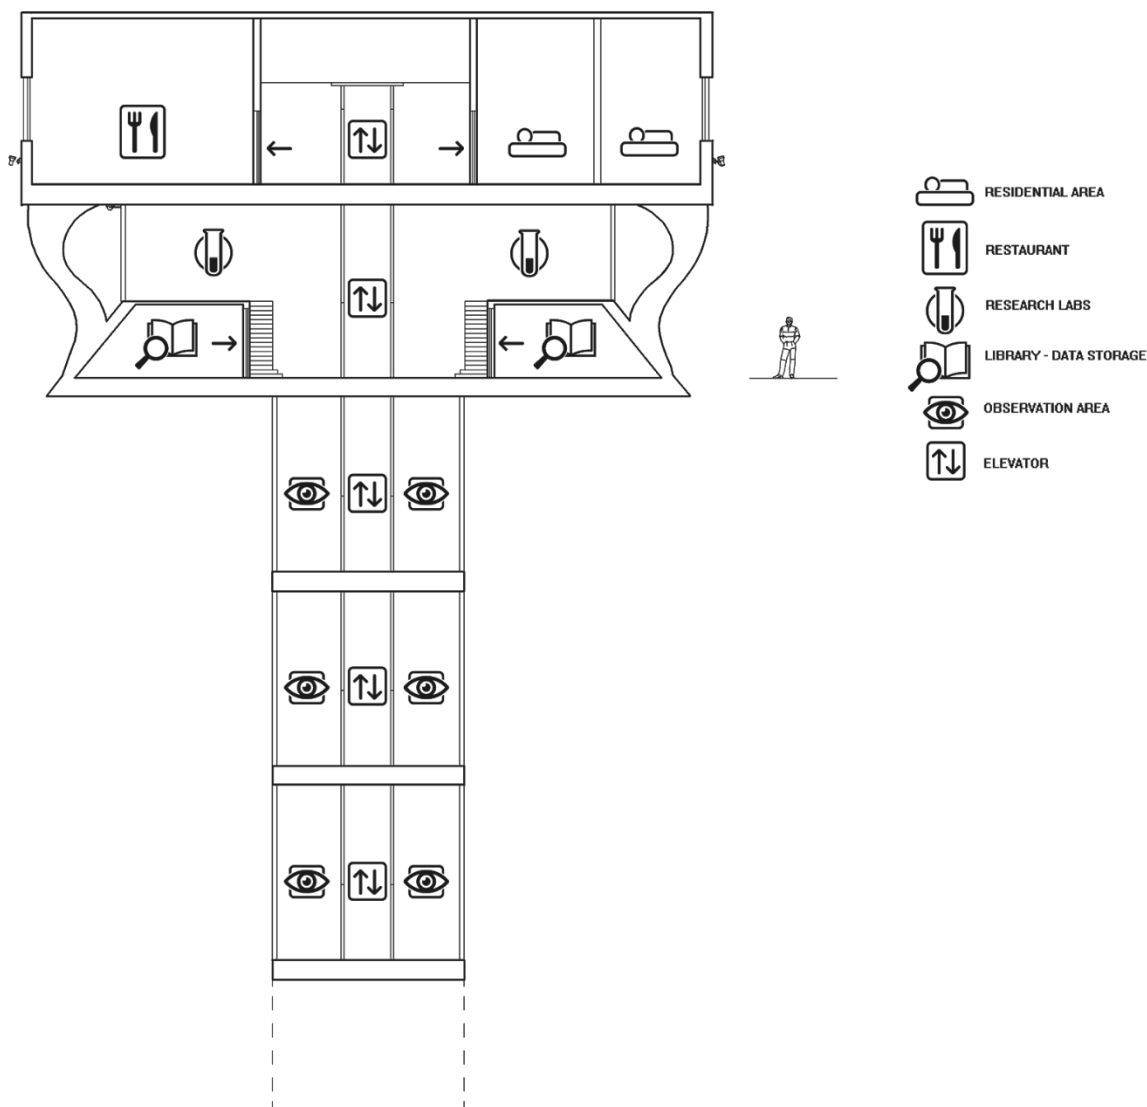 RESIDENTIAL AREA
RESTAURANT
RESEARCH LABS
LIBRARY - DATA STORAGE
OBSERVATION AREA
ELEVATOR